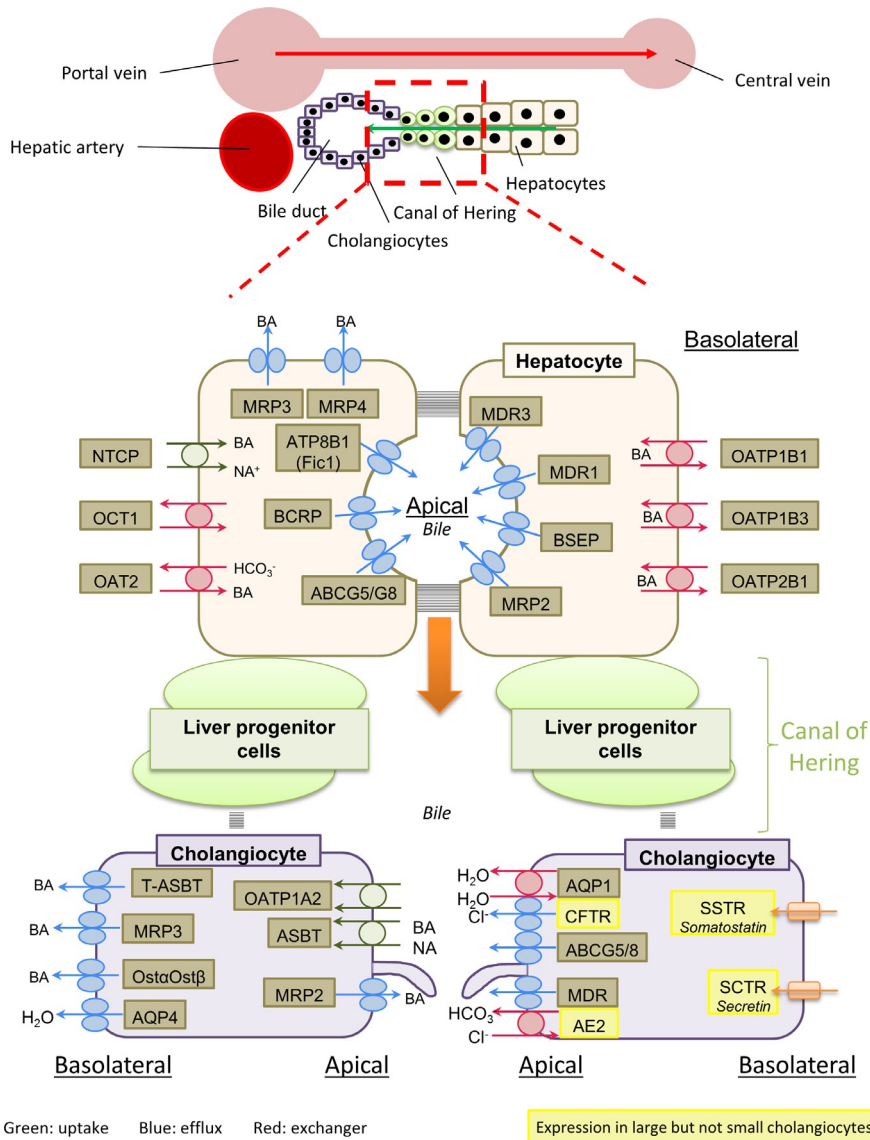 Portal vein
Central vein
Hepatic artery
Hepatocytes
Bile duct
Canal of Hering
Cholangiocytes
BA
BA
Basolateral
Hepatocyte
MRP3
MRP4
MDR3
NTCP
BA
NA⁺
ATP8B1
(Fic1)
MDR1
BA
OATP1B1
OCT1
BCRP
Apical
Bile
BSEP
BA
OATP1B3
OAT2
HCO₃⁻
BA
ABCG5/G8
MRP2
BA
OATP2B1
Liver progenitor
cells
Liver progenitor
cells
Canal of
Hering
Bile
Cholangiocyte
Cholangiocyte
BA
T-ASBT
OATP1A2
H₂O
AQP1
H₂O
BA
MRP3
ASBT
BA
NA
Cl⁻
CFTR
SSTR
Somatostatin
ABCG5/8
BA
OstαOstβ
MRP2
BA
MDR
SCTR
Secretin
H₂O
AQP4
HCO₃
AE2
Cl⁻
Basolateral
Apical
Apical
Basolateral
Green: uptake
Blue: efflux
Red: exchanger
Expression in large but not small cholangiocytes